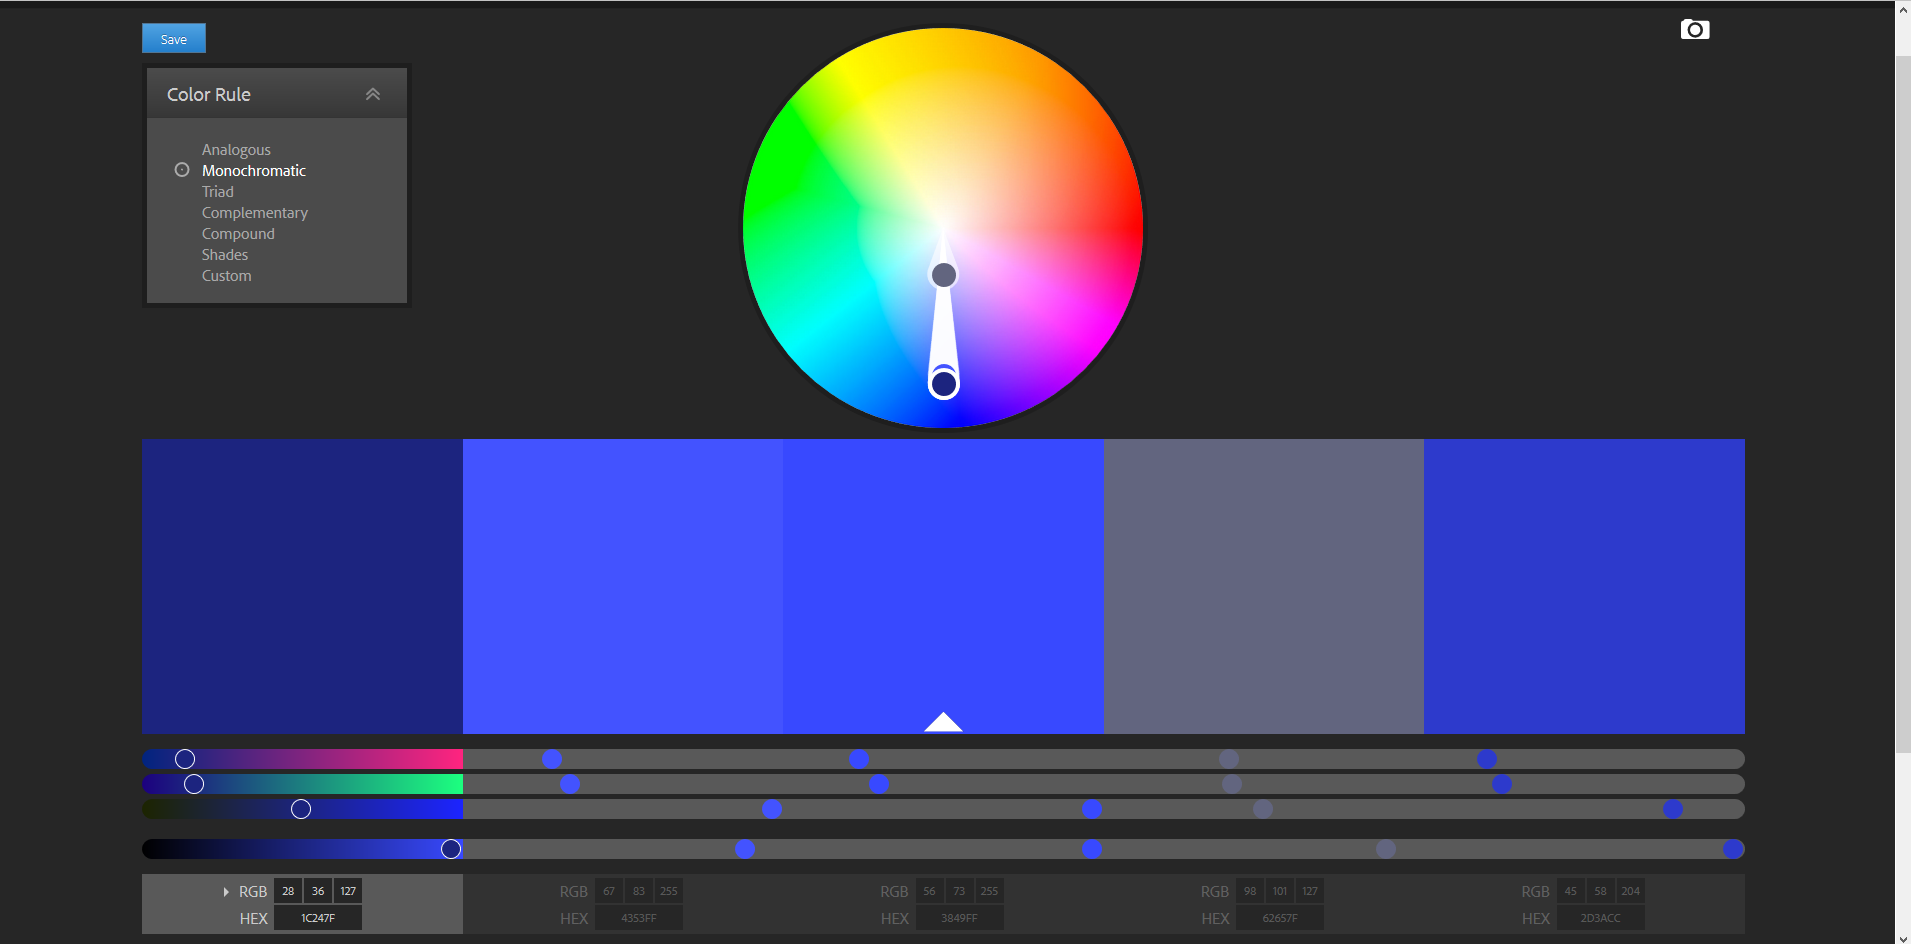 Save
Color Rule
Analogous
Monochromatic
Triad
Complementary
Compound
Shades
Custom
RGB 28 36 127 RGB 67 83 255 RGB 56 73 255 RGB 98 101 127 RGB 45 58 204
HEX 1C247F HEX 4353FF HEX 3849FF HEX 62657F HEX 2D3ACC